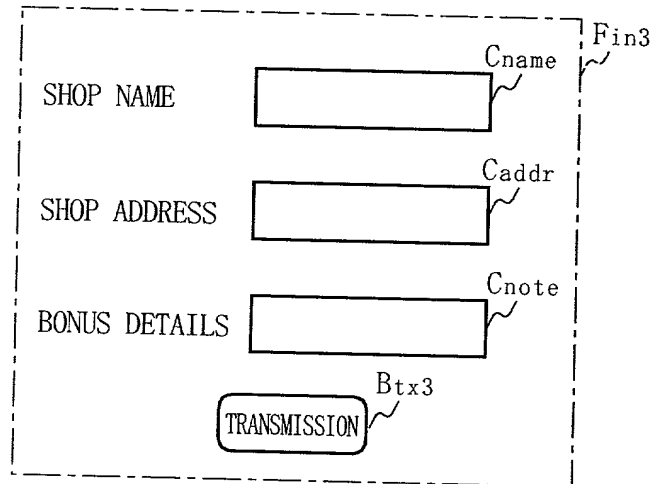 Fin3
Cname
SHOP NAME
Caddr
SHOP ADDRESS
Cnote
BONUS DETAILS
Btx3
TRANSMISSION